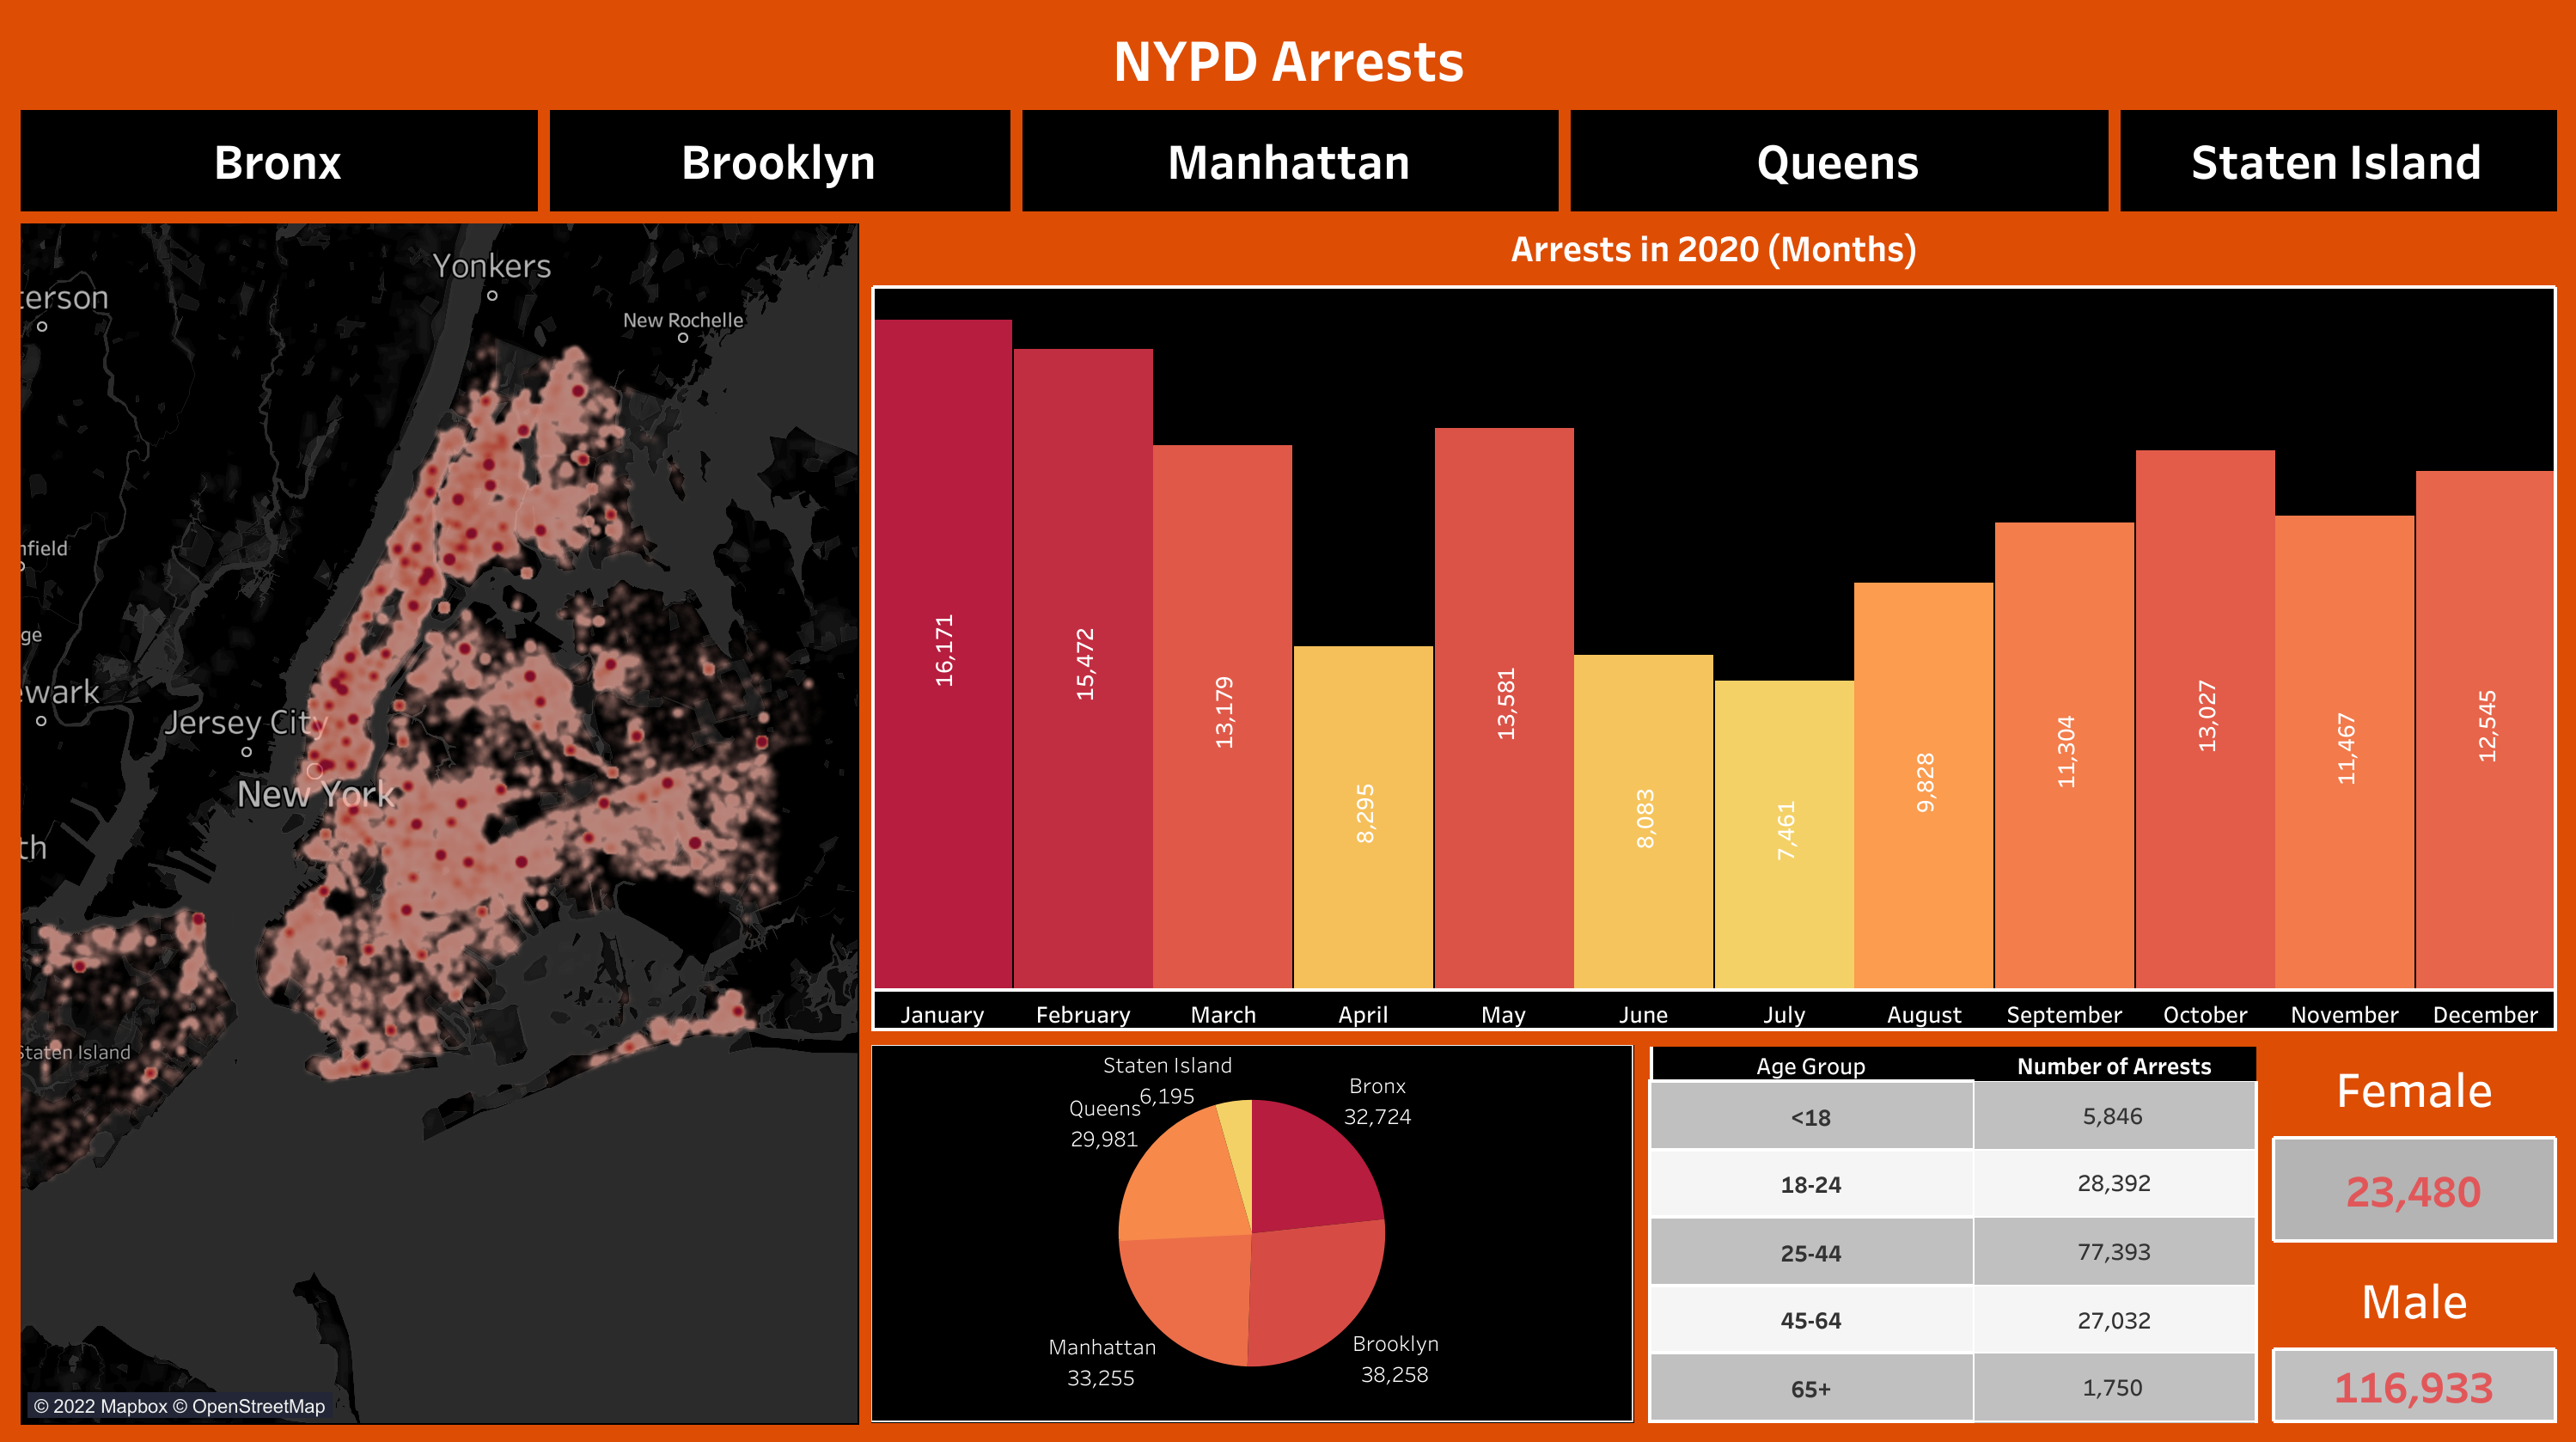 NYPD Arrests
Bronx
Brooklyn
Manhattan
Queens
Staten Island
Yonkers
terson
New Rochelle
nfield
ge
ewark
Jersey City
New York
th
Staten Island
© 2022 Mapbox © OpenStreetMap
Arrests in 2020 (Months)
16,171
15,472
13,179
8,295
13,581
8,083
7,461
9,828
11,304
13,027
11,467
12,545
January
February
March
April
May
June
July
August
September
October
November
December
Staten Island
6,195
Bronx
32,724
Queens
29,981
Manhattan
33,255
Brooklyn
38,258
Age Group Number of Arrests
<18 5,846
18-24 28,392
25-44 77,393
45-64 27,032
65+ 1,750
Female
23,480
Male
116,933